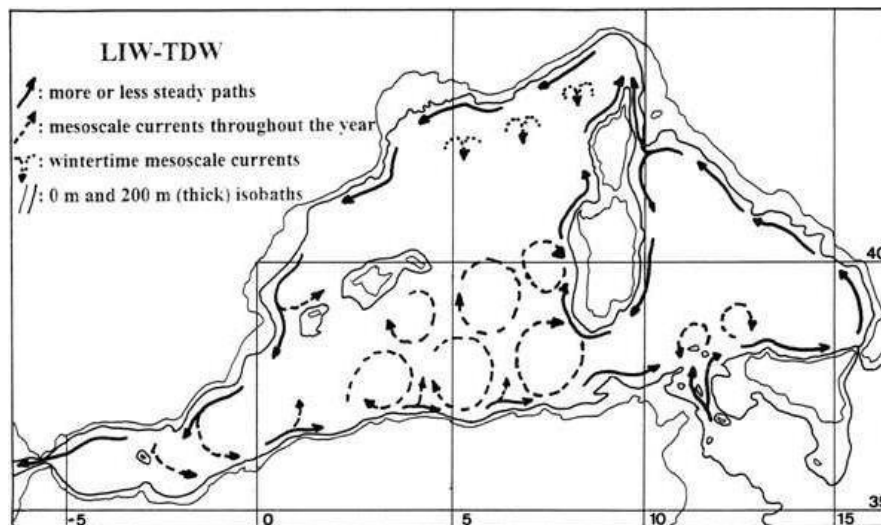 LIW-TDW
: more or less steady paths
: mesoscale currents throughout the year
: wintertime mesoscale currents
: 0 m and 200 m (thick) isobaths
40
35
-5
0
5
10
15